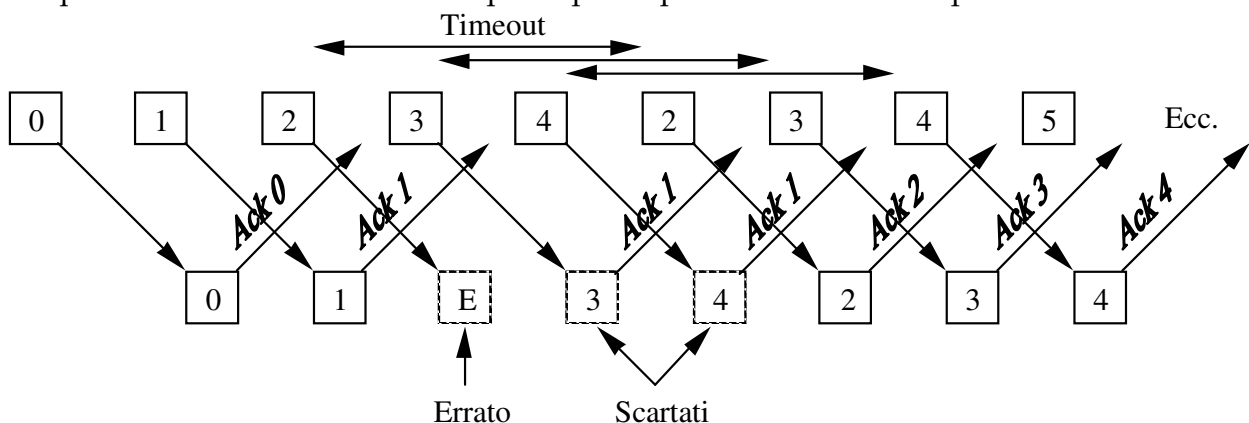 Timeout
0 1 2 3 4 2 3 4 5 Ecc.
Ack 0 Ack 1 Ack 1 Ack 1 Ack 2 Ack 3 Ack 4
0 1 E 3 4 2 3 4
Errato Scartati